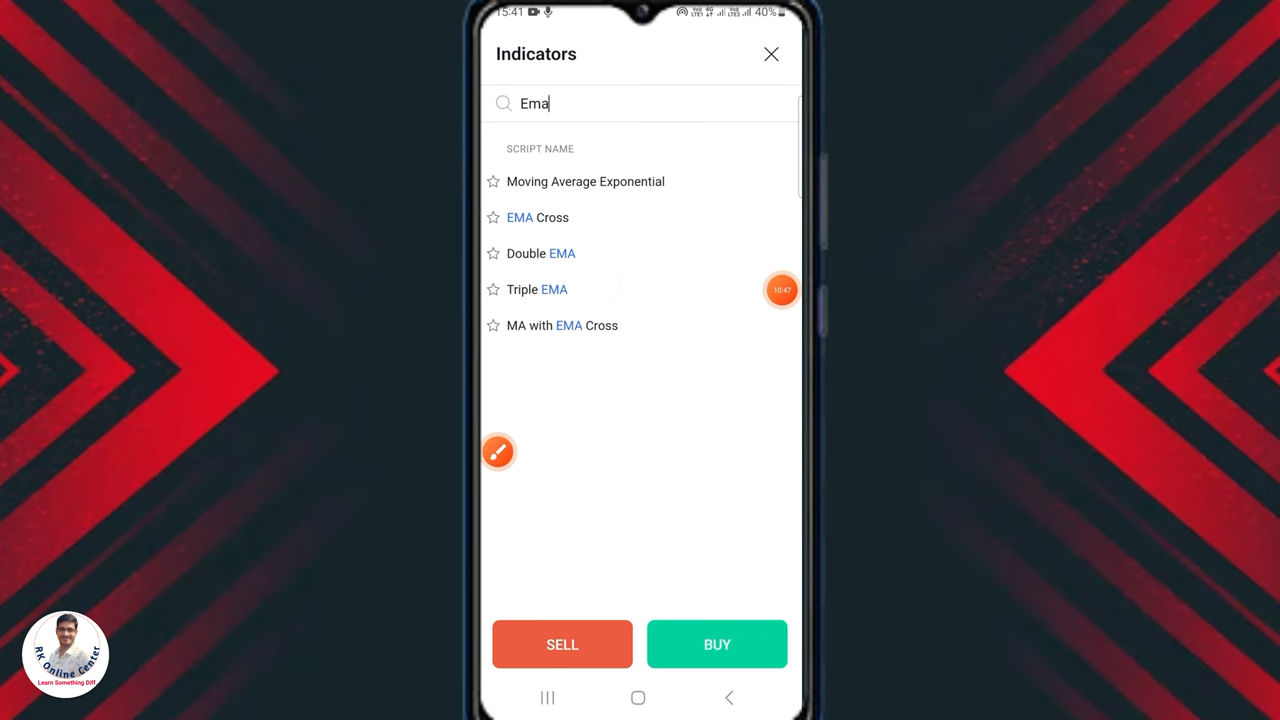 15:41
40%
Indicators
Ema
SCRIPT NAME
Moving Average Exponential
EMA Cross
Double EMA
Triple EMA
10:47
MA with EMA Cross
SELL
BUY
RK Online Center
Learn Something Diff